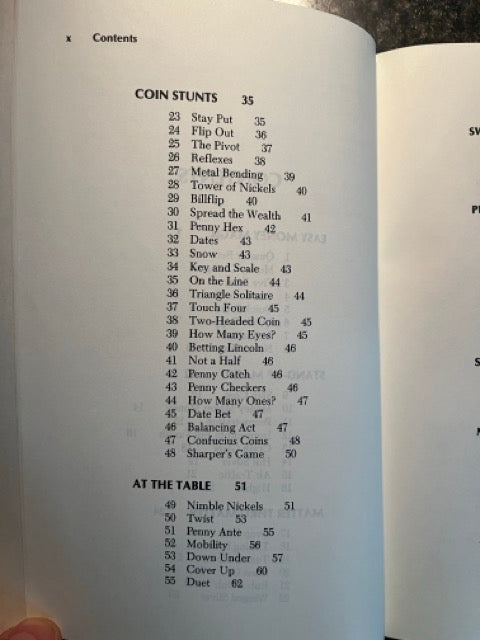 x Contents
COIN STUNTS 35
23 Stay Put 35
24 Flip Out 36
25 The Pivot 37
26 Reflexes 38
27 Metal Bending 39
28 Tower of Nickels 40
29 Billflip 40
30 Spread the Wealth 41
31 Penny Hex 42
32 Dates 43
33 Snow 43
34 Key and Scale 43
35 On the Line 44
36 Triangle Solitaire 44
37 Touch Four 45
38 Two-Headed Coin 45
39 How Many Eyes? 45
40 Betting Lincoln 46
41 Not a Half 46
42 Penny Catch 46
43 Penny Checkers 46
44 How Many Ones? 47
45 Date Bet 47
46 Balancing Act 47
47 Confucius Coins 48
48 Sharper's Game 50
AT THE TABLE 51
49 Nimble Nickels 51
50 Twist 53
51 Penny Ante 55
52 Mobility 56
53 Down Under 57
54 Cover Up 60
55 Duet 62